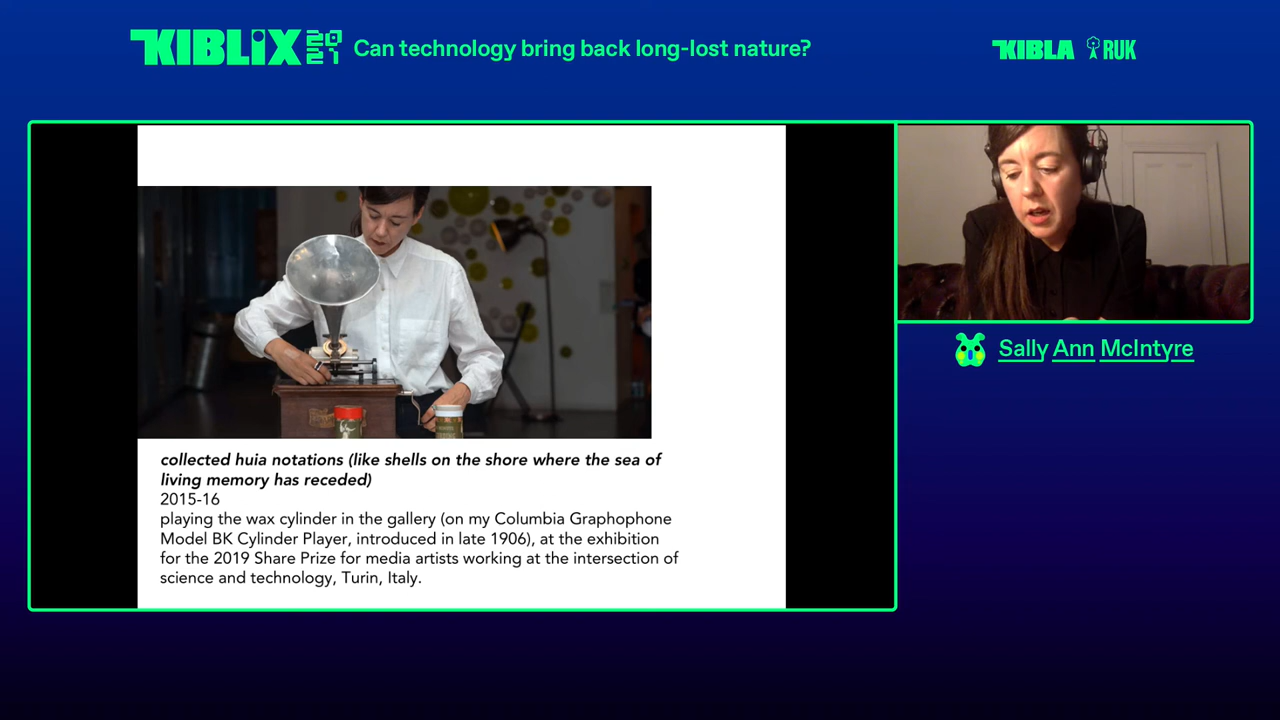 KIBLIX 2021
Can technology bring back long-lost nature?
KIBLA RUK
collected huia notations (like shells on the shore where the sea of
living memory has receded)
2015-16
playing the wax cylinder in the gallery (on my Columbia Graphophone
Model BK Cylinder Player, introduced in late 1906), at the exhibition
for the 2019 Share Prize for media artists working at the intersection of
science and technology, Turin, Italy.
Sally Ann McIntyre